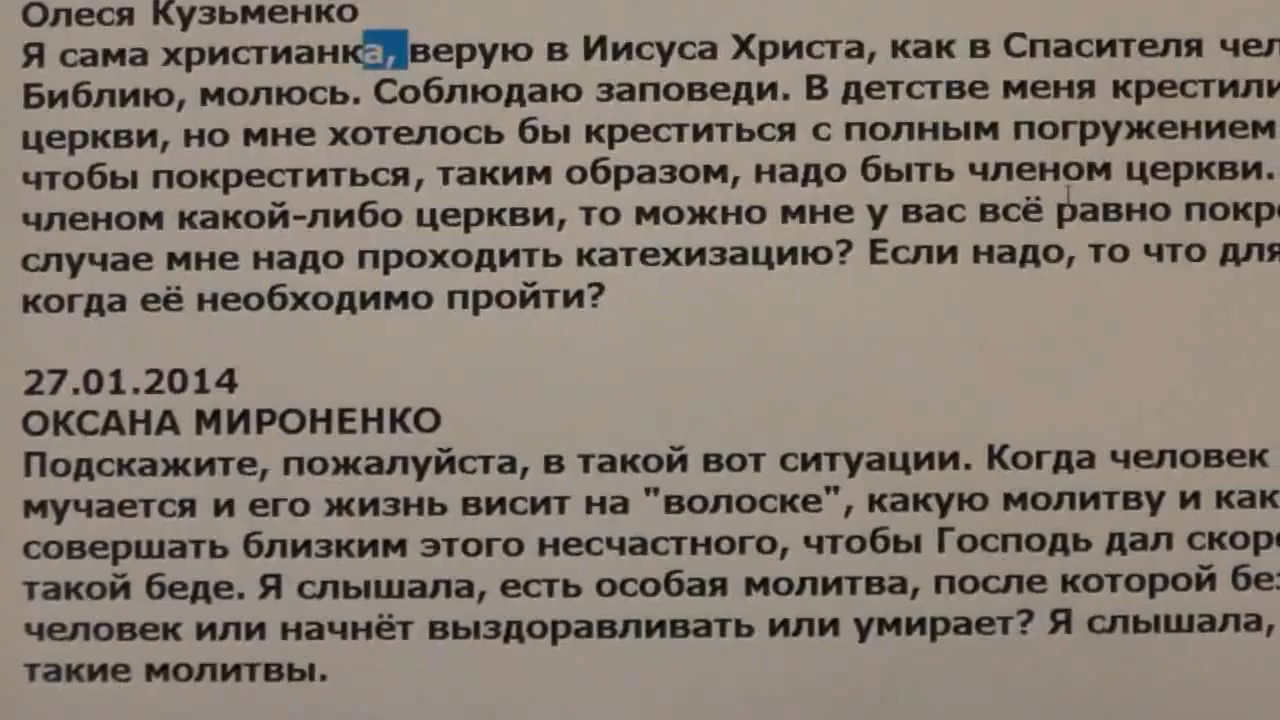 Олеся Кузьменко
Я сама христианка, верую в Иисуса Христа, как в Спасителя
Библию, молюсь. Соблюдаю заповеди. В детстве меня крестили
церкви, но мне хотелось бы креститься с полным погружением
чтобы покреститься, таким образом, надо быть членом церкви.
членом какой-либо церкви, то можно мне у вас всё равно
случае мне надо проходить катехизацию? Если надо, то что для
когда её необходимо пройти?
27.01.2014
ОКСАНА МИРОНЕНКО
Подскажите, пожалуйста, в такой вот ситуации. Когда человек
мучается и его жизнь висит на "волоске", какую молитву и как
совершать близким этого несчастного, чтобы Господь дал
такой беде. Я слышала, есть особая молитва, после которой
человек или начнёт выздоравливать или умирает? Я слышала,
такие молитвы.